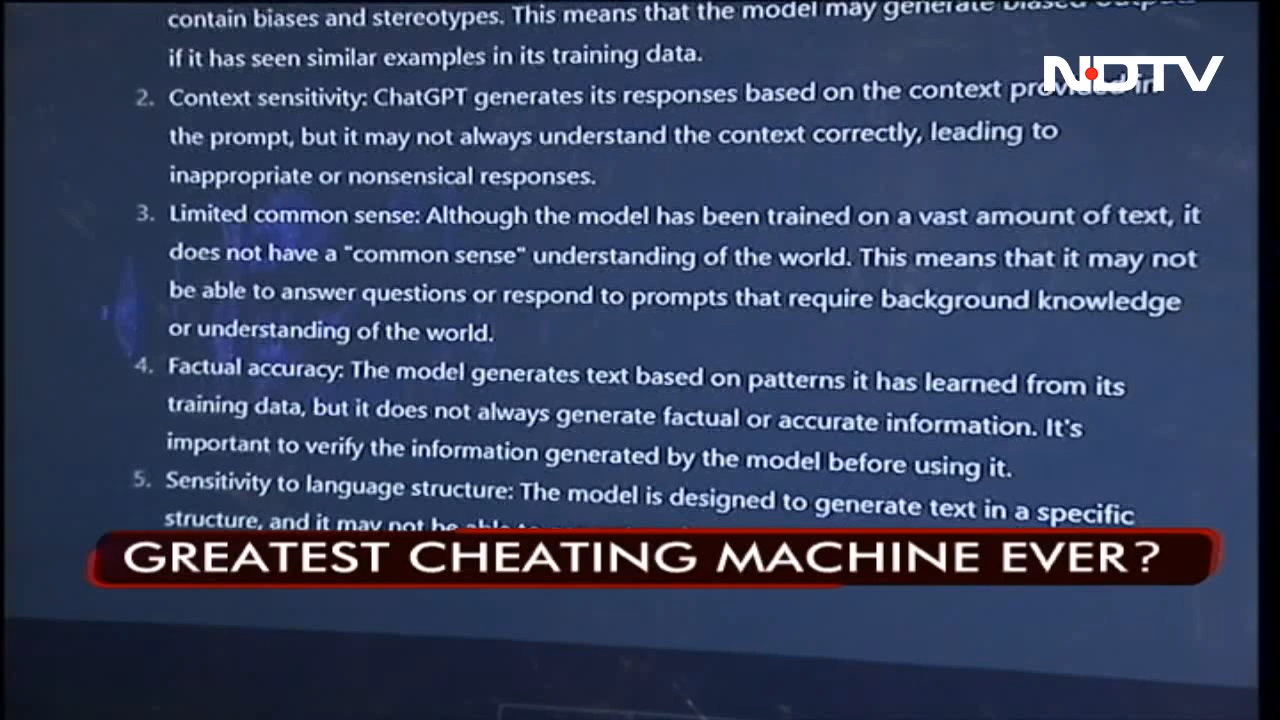 contain biases and stereotypes. This means that the model may generate biased
if it has seen similar examples in its training data.
NDTV
2. Context sensitivity: ChatGPT generates its responses based on the context provided in
the prompt, but it may not always understand the context correctly, leading to
inappropriate or nonsensical responses.
3. Limited common sense: Although the model has been trained on a vast amount of text, it
does not have a "common sense" understanding of the world. This means that it may not
be able to answer questions or respond to prompts that require background knowledge
or understanding of the world.
4. Factual accuracy: The model generates text based on patterns it has learned from its
training data, but it does not always generate factual or accurate information. It's
important to verify the information generated by the model before using it.
5. Sensitivity to language structure: The model is designed to generate text in a specific
structure, and it may not be able to
GREATEST CHEATING MACHINE EVER?